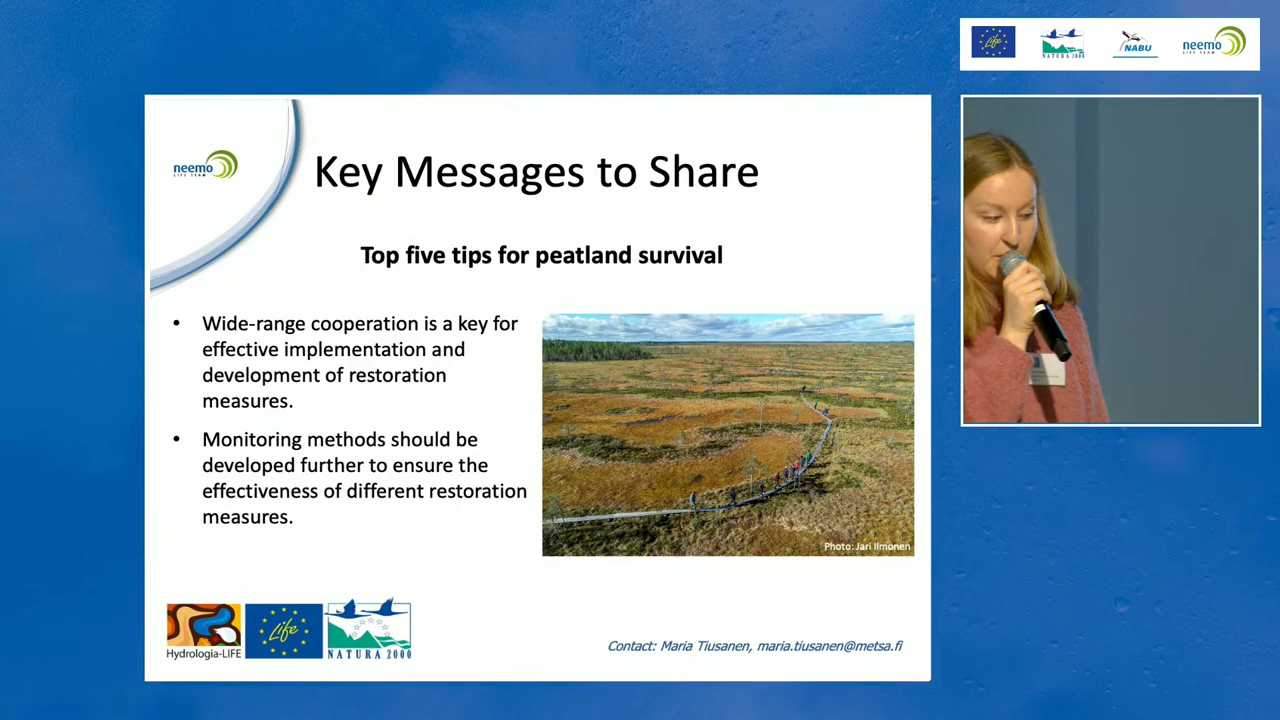 Life
NATURA 2000
NABU
neemo
LIFE TEAM
neemo
LIFE TEAM
Key Messages to Share
Top five tips for peatland survival
• Wide-range cooperation is a key for
effective implementation and
development of restoration
measures.
• Monitoring methods should be
developed further to ensure the
effectiveness of different restoration
measures.
Photo: Jari Ilmonen
Hydrologia-LIFE
Life
NATURA 2000
Contact: Maria Tiusanen, maria.tiusanen@metsa.fi